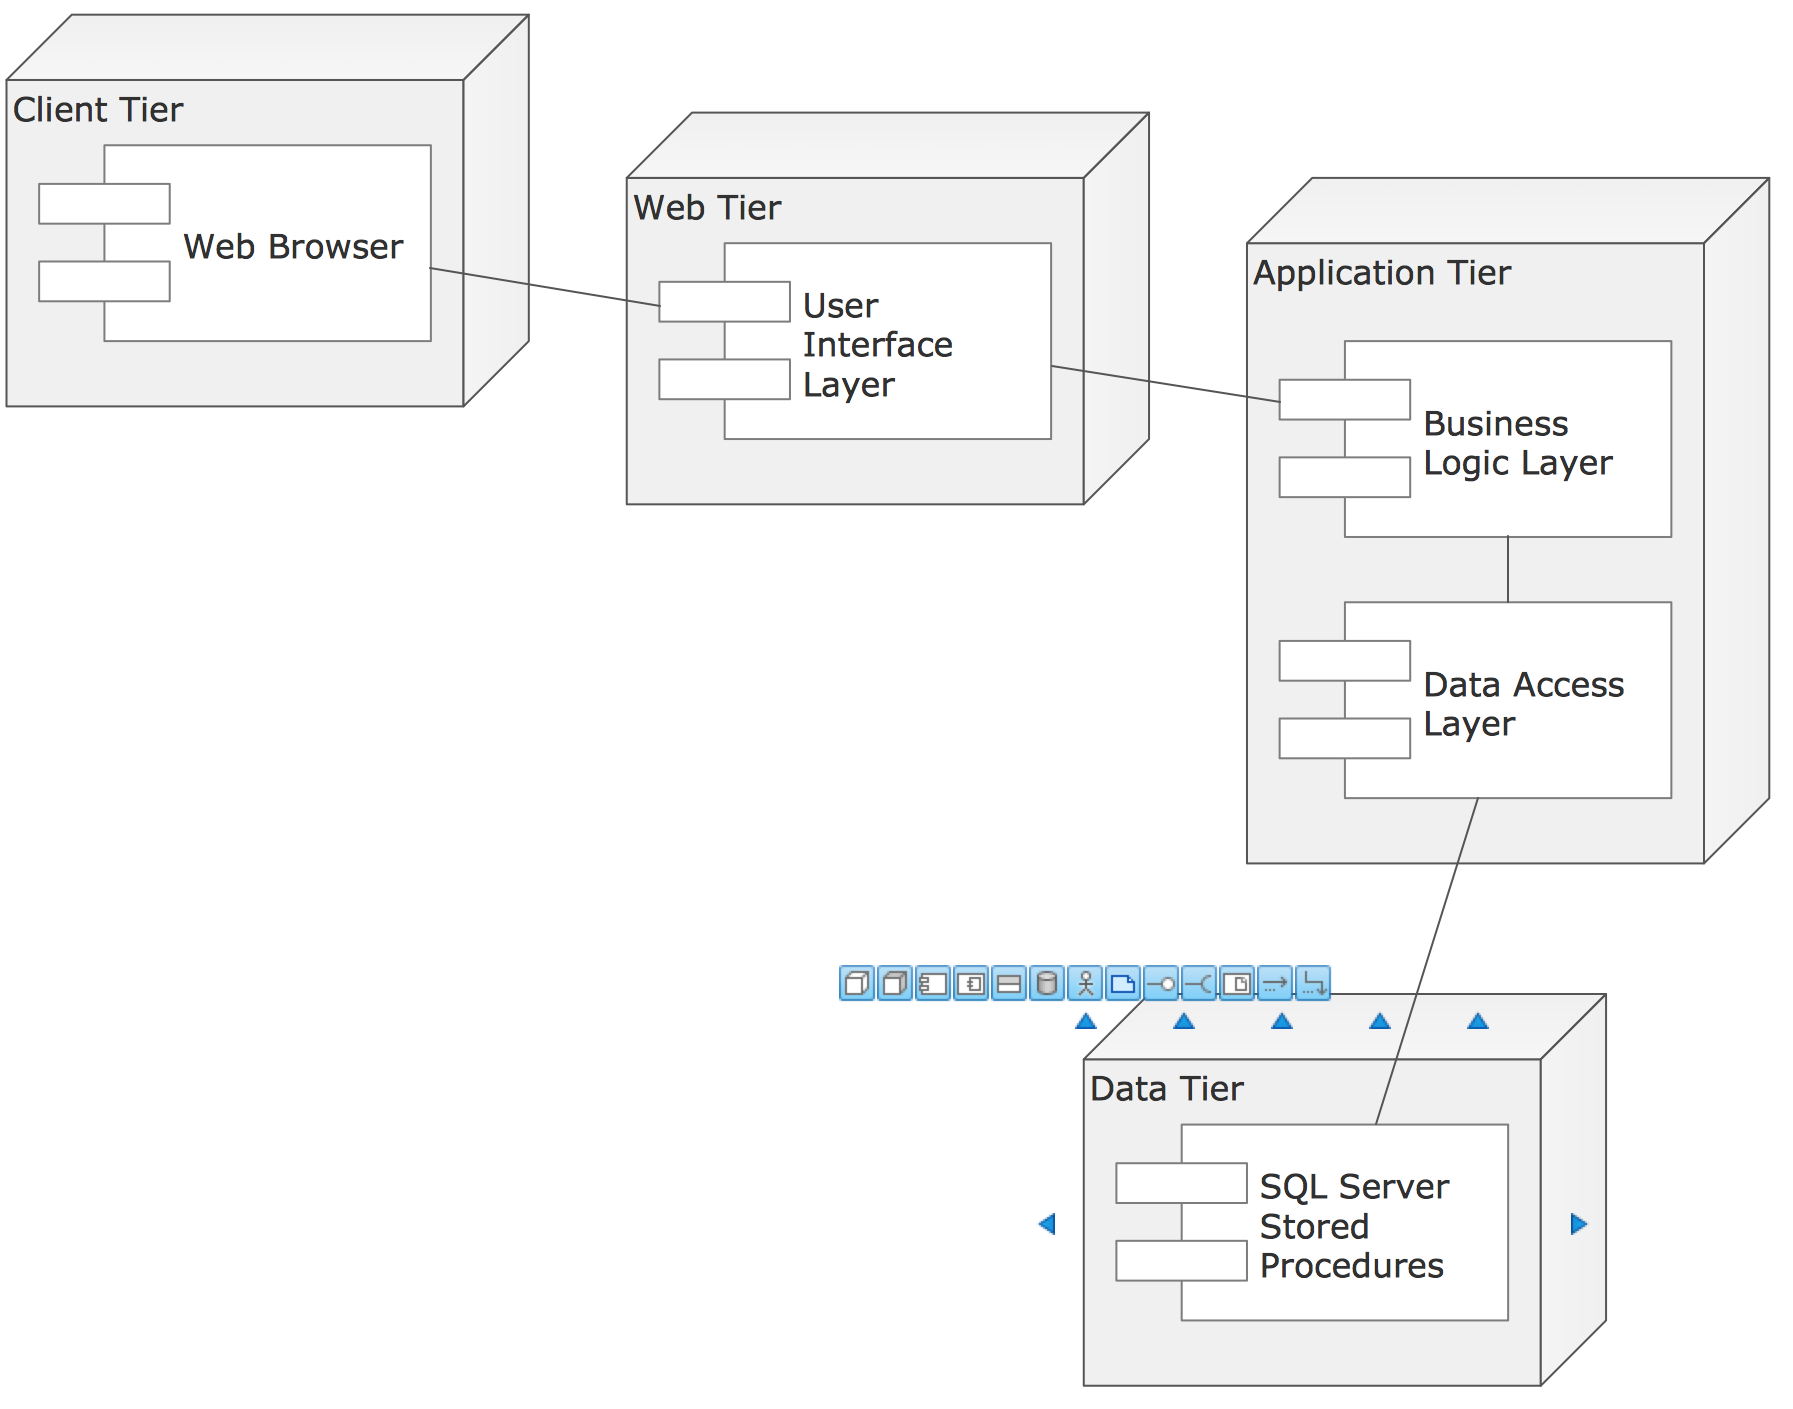 Client Tier
Web Browser
Web Tier
User
Interface
Layer
Application Tier
Business
Logic Layer
Data Access
Layer
Data Tier
SQL Server
Stored
Procedures